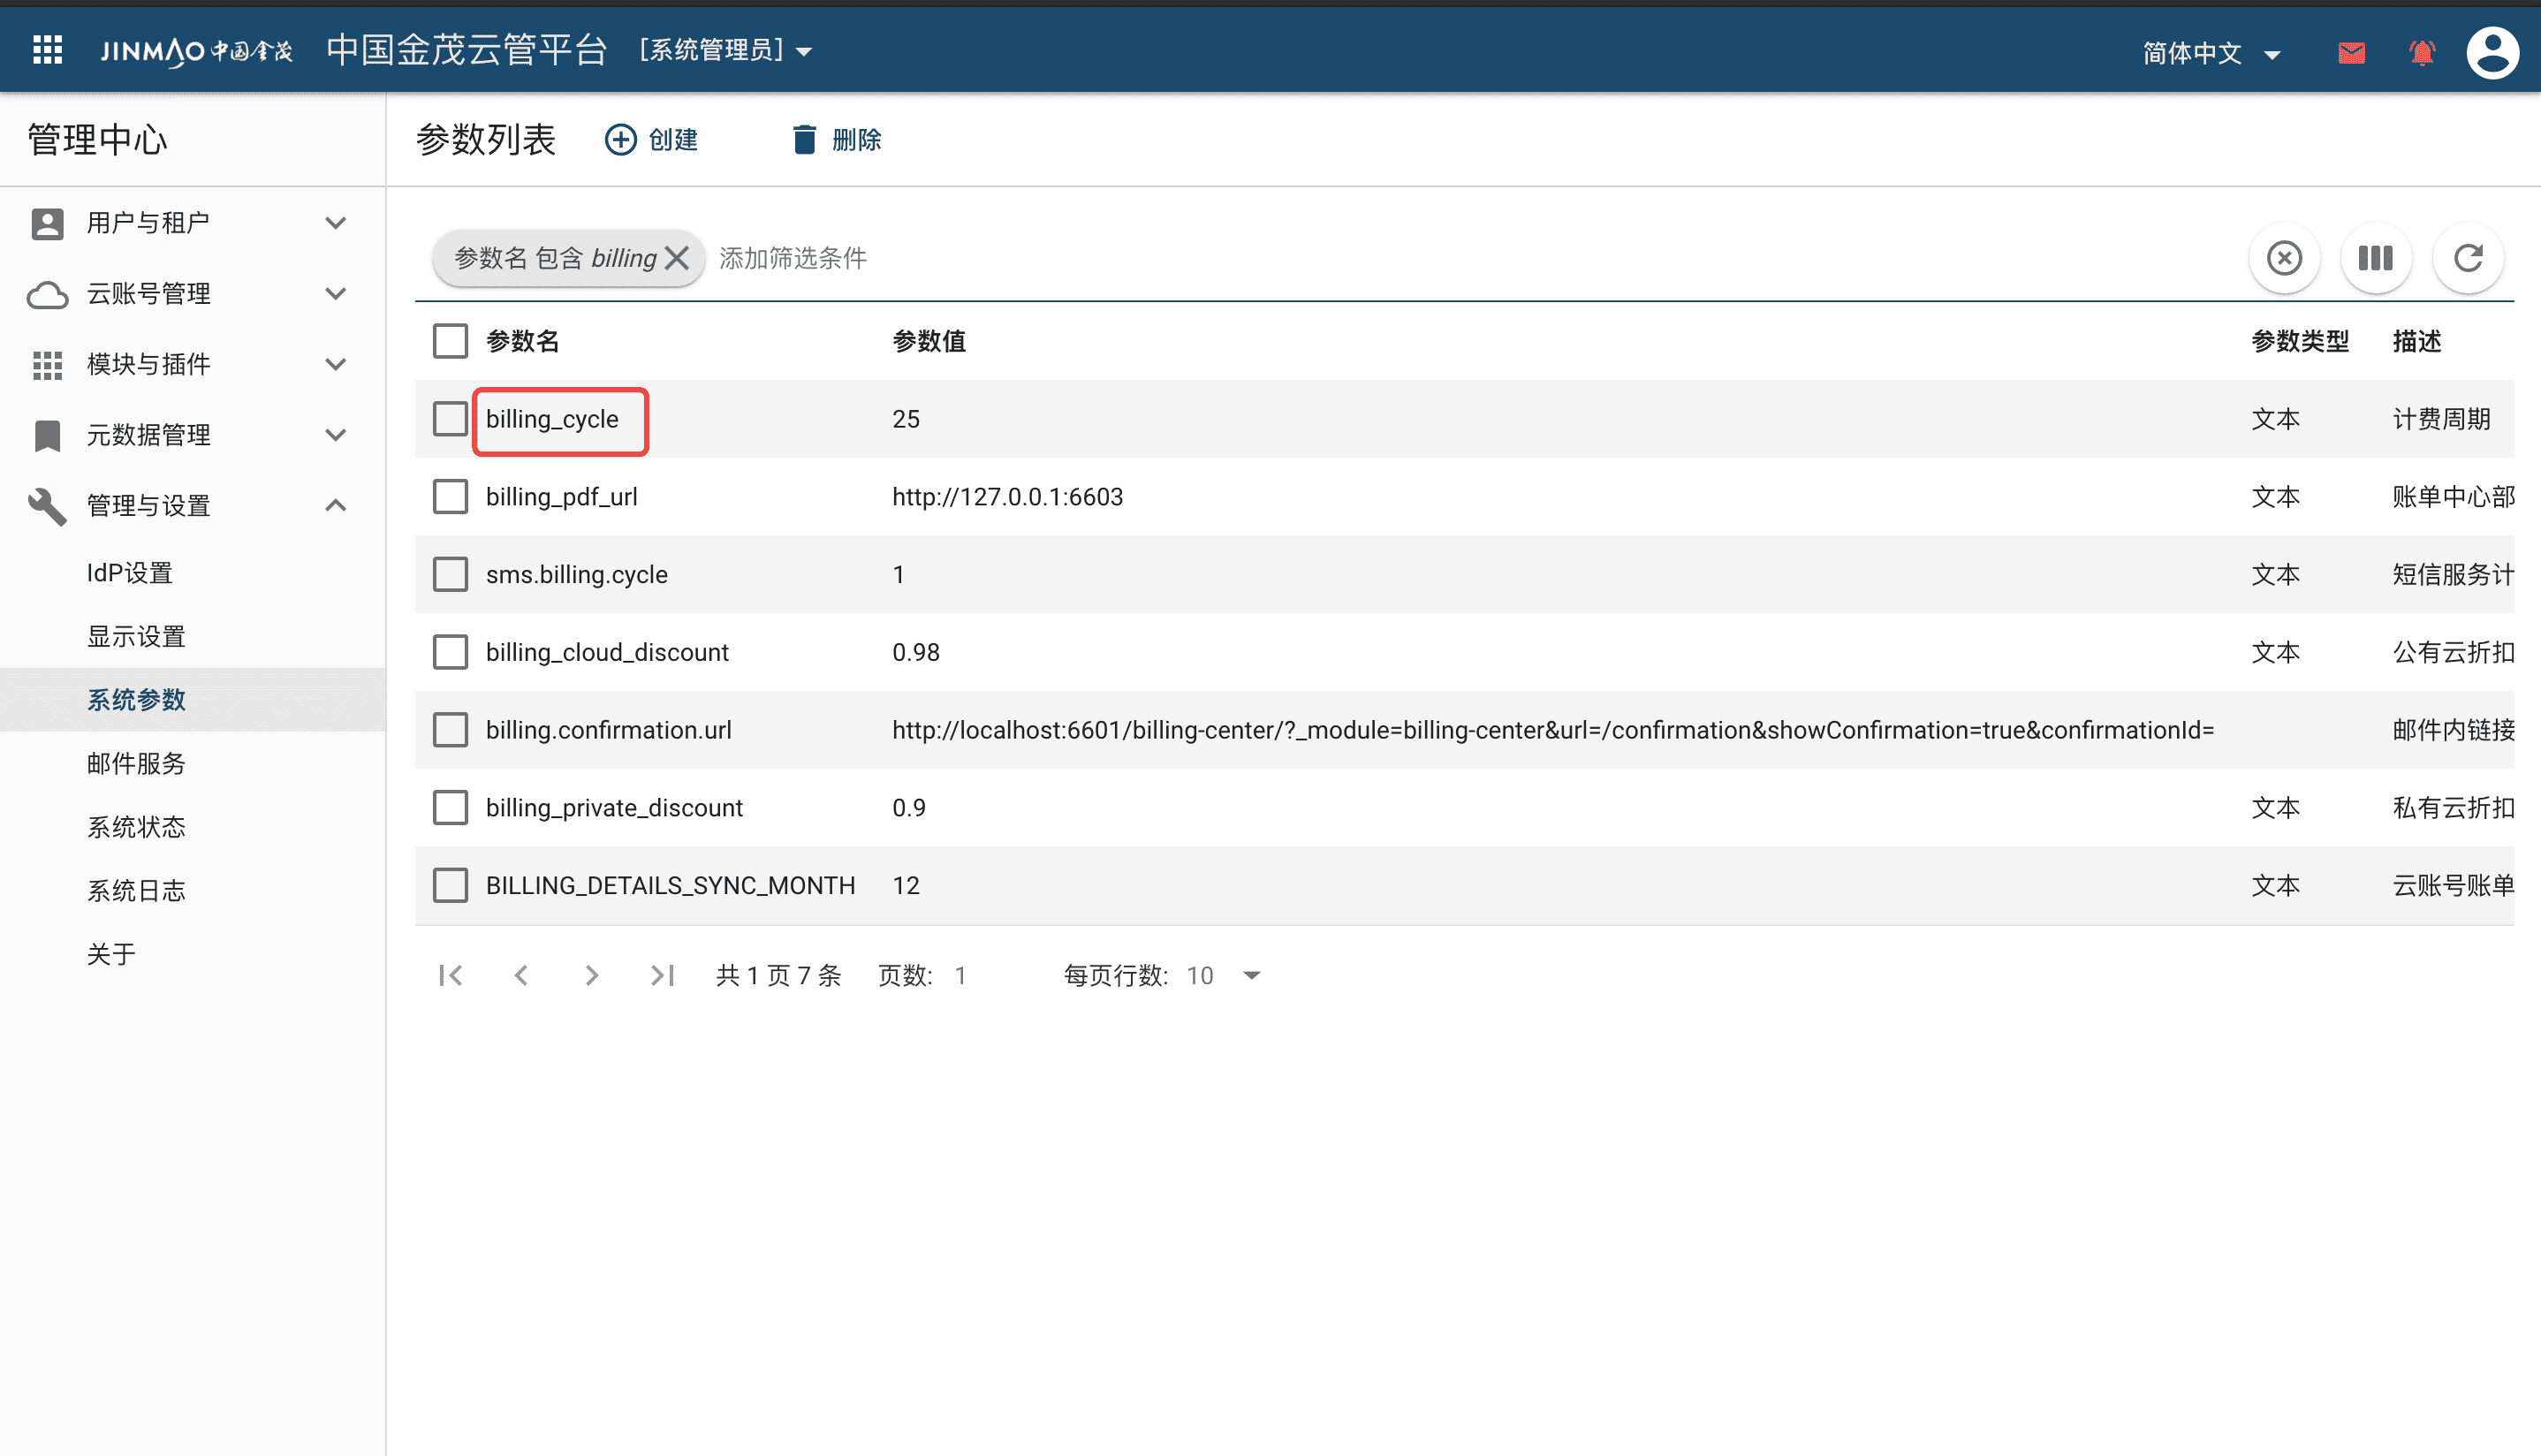 JINMAO 中国金茂 中国金茂云管平台 [系统管理员] 简体中文
管理中心
用户与租户
云账号管理
模块与插件
元数据管理
管理与设置
IdP设置
显示设置
系统参数
邮件服务
系统状态
系统日志
关于
参数列表 创建 删除
参数名 包含 billing 添加筛选条件
参数名 参数值 参数类型 描述
billing_cycle 25 文本 计费周期
billing_pdf_url http://127.0.0.1:6603 文本 账单中心部
sms.billing.cycle 1 文本 短信服务计
billing_cloud_discount 0.98 文本 公有云折扣
billing.confirmation.url http://localhost:6601/billing-center/?_module=billing-center&url=/confirmation&showConfirmation=true&confirmationId= 邮件内链接
billing_private_discount 0.9 文本 私有云折扣
BILLING_DETAILS_SYNC_MONTH 12 文本 云账号账单
共 1 页 7 条 页数: 1 每页行数: 10